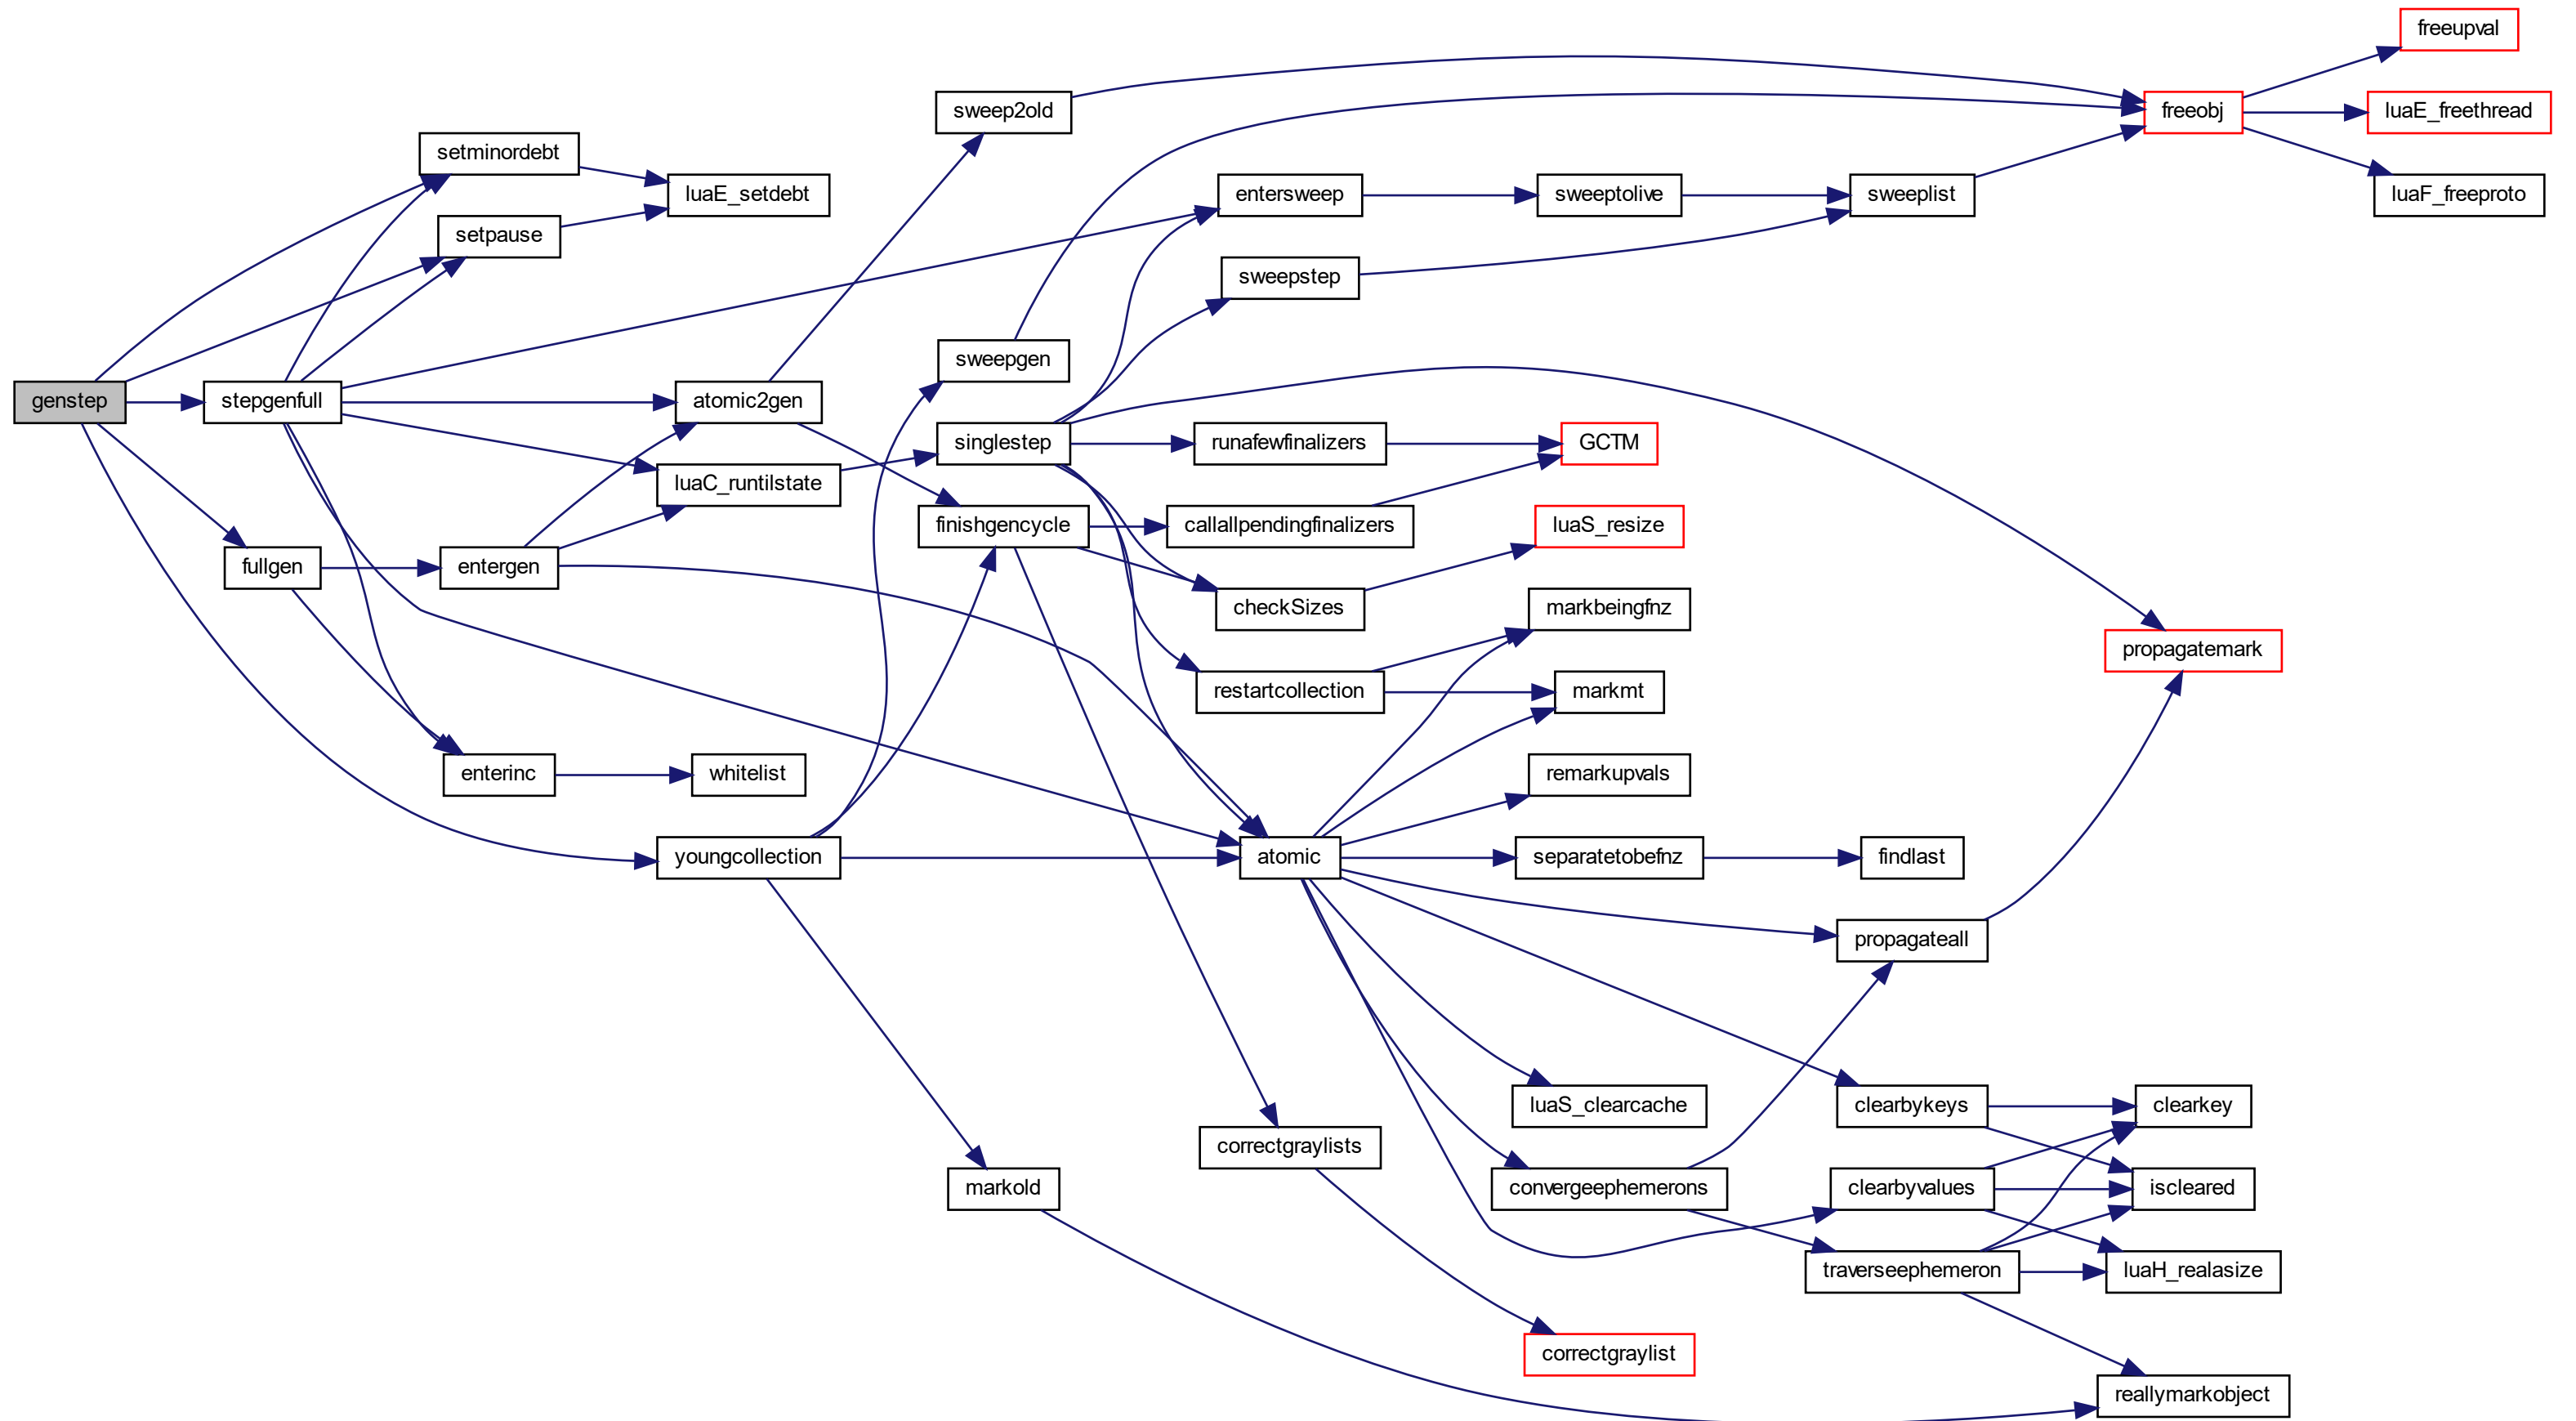 freeupval
sweep2old
freeobj
luaE_freethread
setminordebt
luaE_setdebt
entersweep
sweeptolive
sweeplist
luaF_freeproto
setpause
sweepstep
sweepgen
genstep
stepgenfull
atomic2gen
singlestep
runafewfinalizers
GCTM
luaC_runtilstate
finishgencycle
callallpendingfinalizers
luaS_resize
fullgen
entergen
checkSizes
markbeingfnz
propagatemark
restartcollection
markmt
enterinc
whitelist
remarkupvals
youngcollection
atomic
separatetobefnz
findlast
propagateall
luaS_clearcache
clearbykeys
clearkey
correctgraylists
markold
convergeephemerons
clearbyvalues
iscleared
traverseephemeron
luaH_realasize
correctgraylist
reallymarkobject